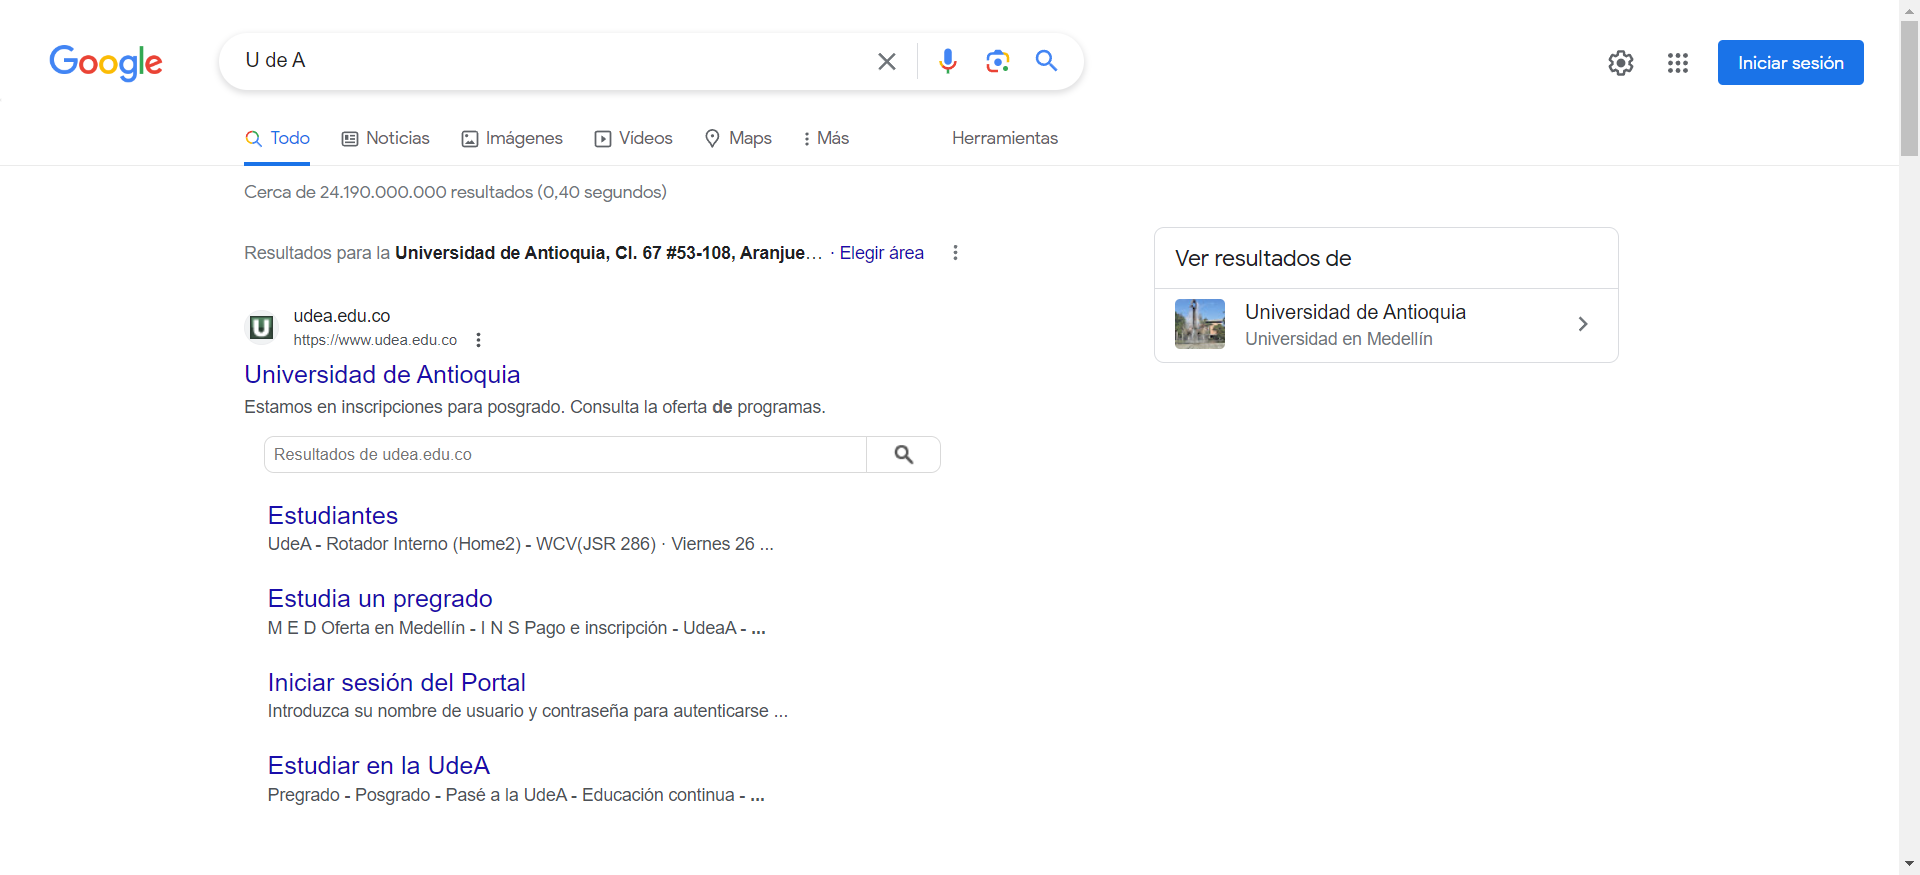 Google
U de A
Iniciar sesión
Todo
Noticias
Imágenes
Vídeos
Maps
Más
Herramientas
Cerca de 24.190.000.000 resultados (0,40 segundos)
Resultados para la Universidad de Antioquia, Cl. 67 #53-108, Aranjue… · Elegir área
Ver resultados de
Universidad de Antioquia
Universidad en Medellín
U
udea.edu.co
https://www.udea.edu.co
Universidad de Antioquia
Estamos en inscripciones para posgrado. Consulta la oferta de programas.
Resultados de udea.edu.co
Estudiantes
UdeA - Rotador Interno (Home2) - WCV(JSR 286) · Viernes 26 ...
Estudia un pregrado
M E D Oferta en Medellín - I N S Pago e inscripción - UdeaA - ...
Iniciar sesión del Portal
Introduzca su nombre de usuario y contraseña para autenticarse ...
Estudiar en la UdeA
Pregrado - Posgrado - Pasé a la UdeA - Educación continua - ...